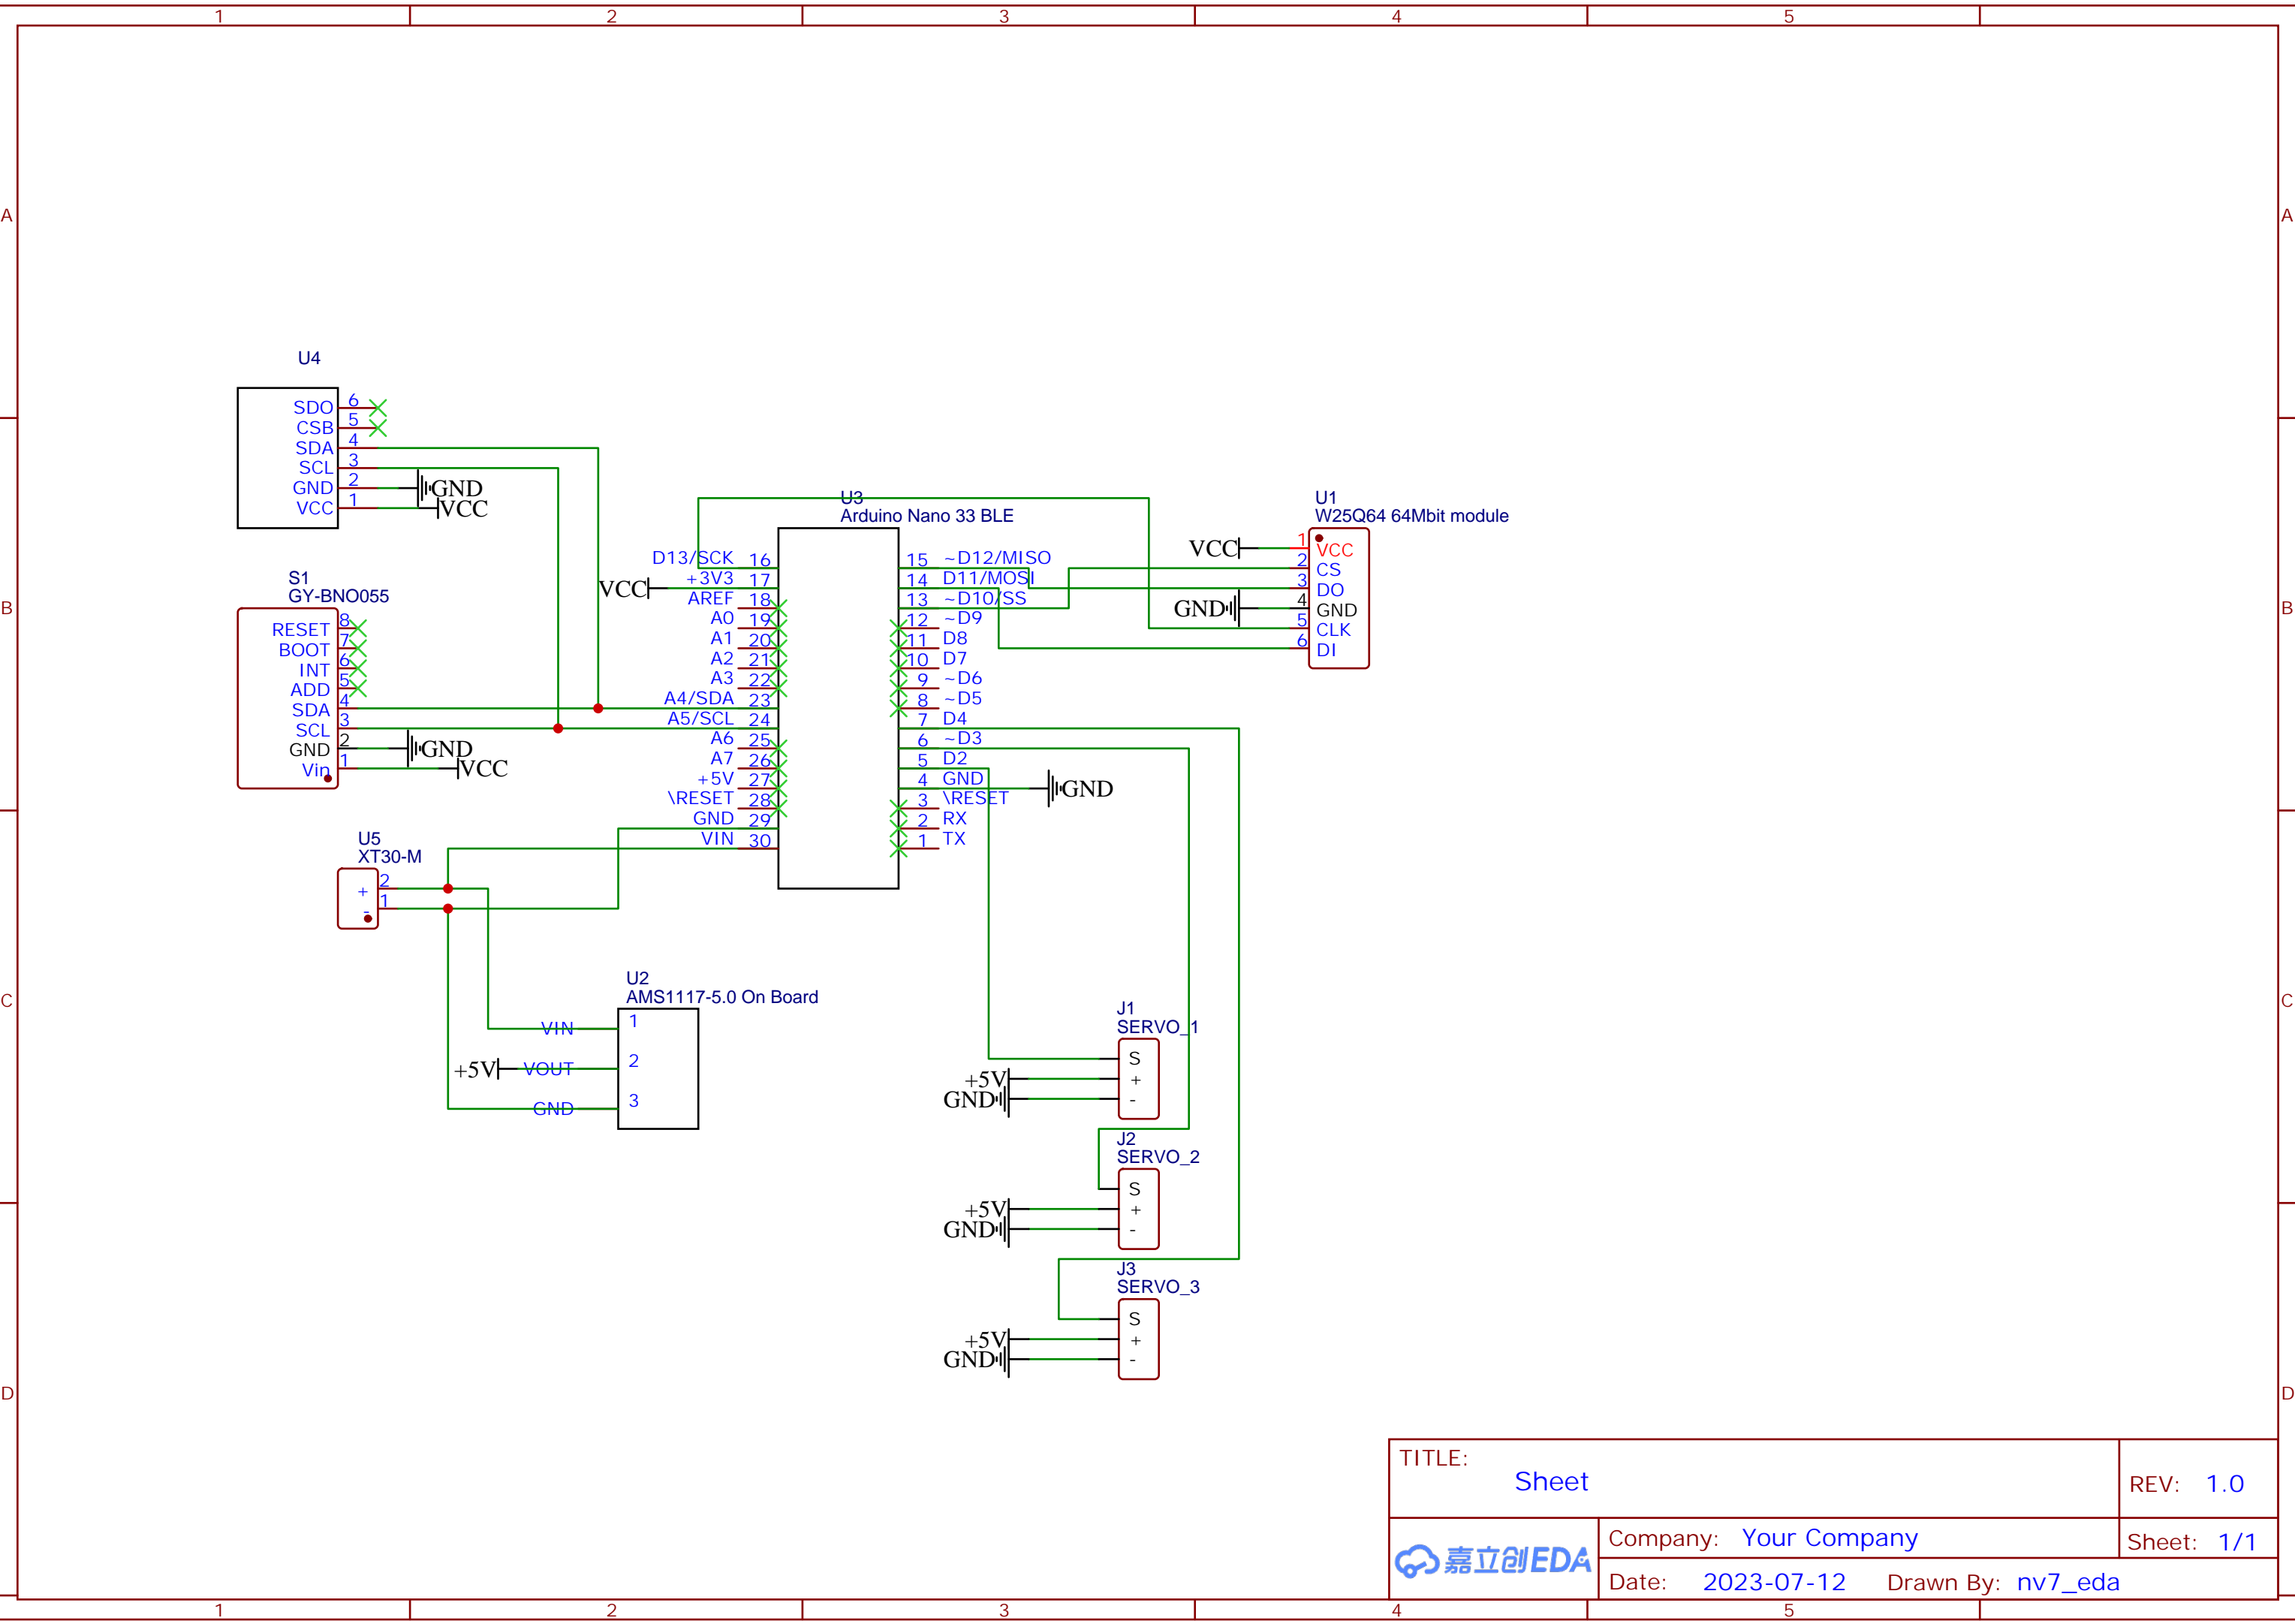 1 2 3 4 5
A A
B B
C C
D D
U4
SDO 6
CSB 5
SDA 4
SCL 3
GND 2 GND
VCC 1 VCC
S1
GY-BNO055
RESET 8
BOOT 7
INT 6
ADD 5
SDA 4
SCL 3
GND 2 GND
Vin 1 VCC
U5
XT30-M
+ 2
- 1
U2
AMS1117-5.0 On Board
VIN 1
+5V VOUT 2
GND 3
U3
Arduino Nano 33 BLE
D13/SCK 16
VCC +3V3 17
AREF 18
A0 19
A1 20
A2 21
A3 22
A4/SDA 23
A5/SCL 24
A6 25
A7 26
+5V 27
\RESET 28
GND 29
VIN 30
15 ~D12/MISO
14 D11/MOSI
13 ~D10/SS
12 ~D9
11 D8
10 D7
9 ~D6
8 ~D5
7 D4
6 ~D3
5 D2
4 GND GND
3 \RESET
2 RX
1 TX
U1
W25Q64 64Mbit module
VCC 1 VCC
2 CS
3 DO
GND 4 GND
5 CLK
6 DI
J1
SERVO_1
S
+5V +
GND -
J2
SERVO_2
S
+5V +
GND -
J3
SERVO_3
S
+5V +
GND -
TITLE:
Sheet
REV: 1.0
嘉立创EDA
Company: Your Company
Sheet: 1/1
Date: 2023-07-12 Drawn By: nv7_eda
1 2 3 4 5